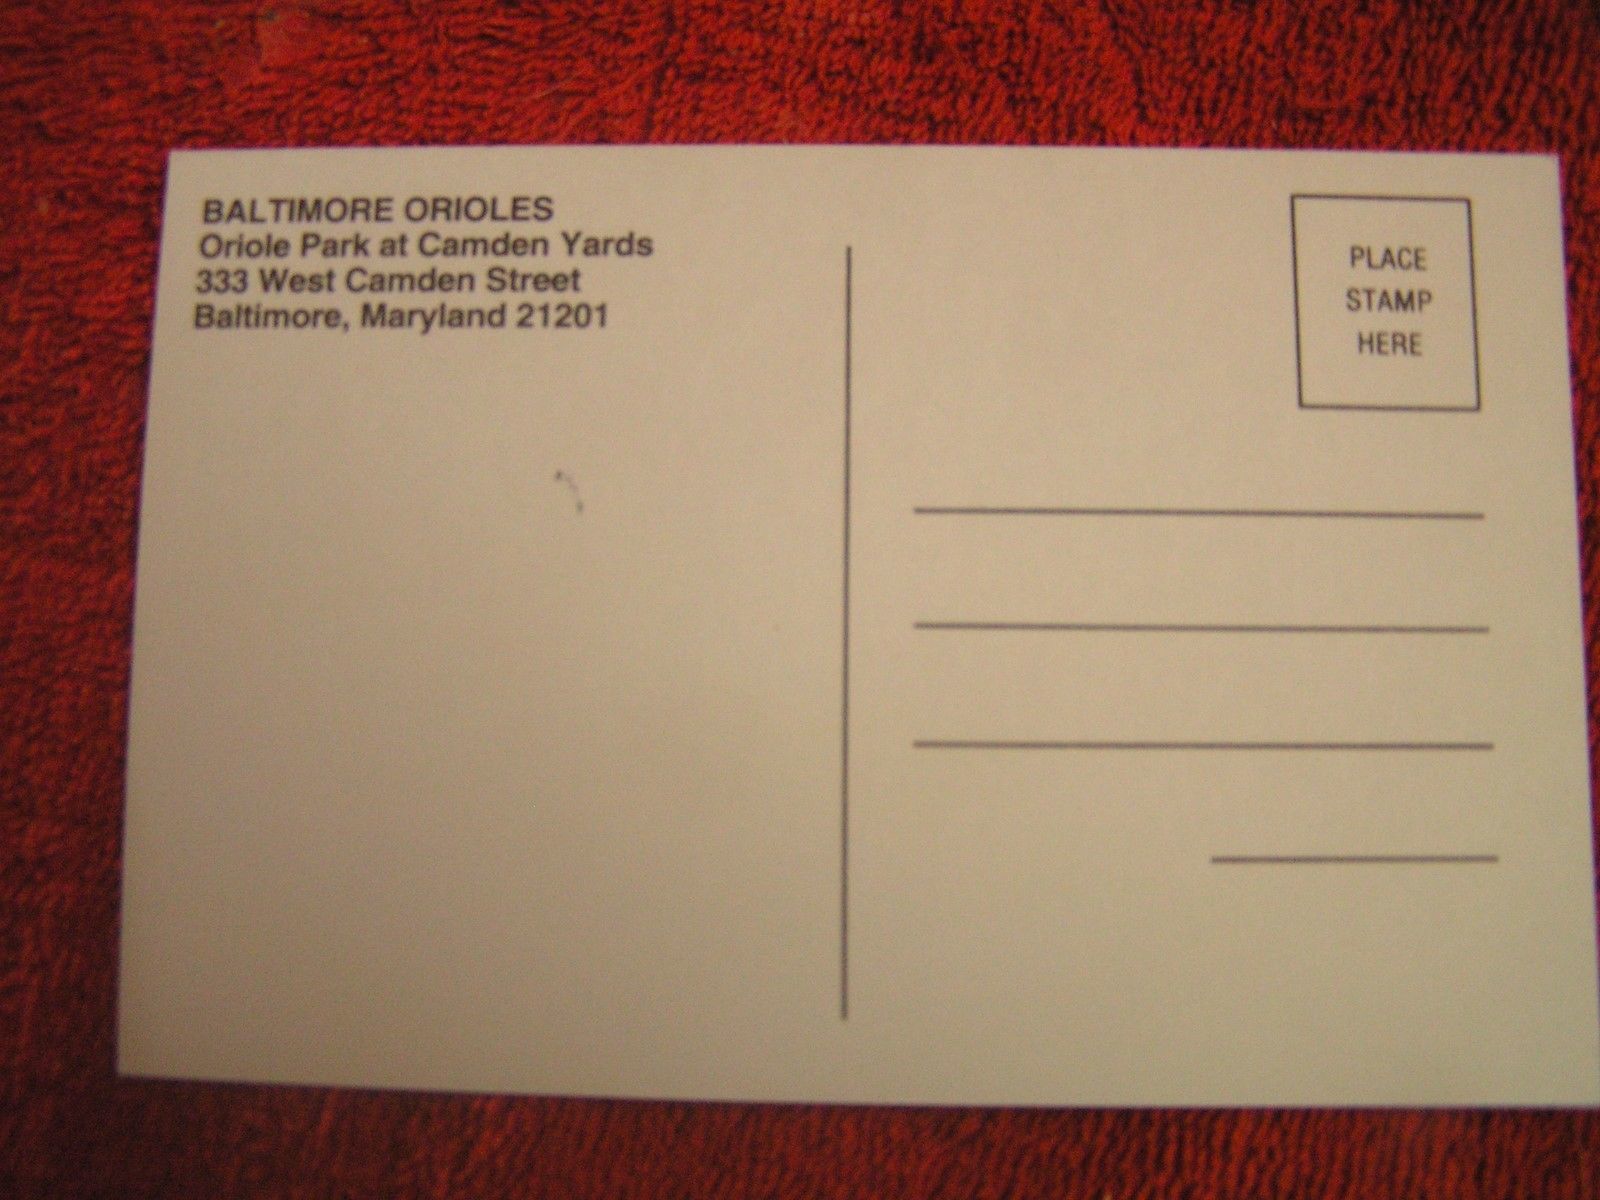 BALTIMORE ORIOLES
Oriole Park at Camden Yards
333 West Camden Street
Baltimore, Maryland 21201
PLACE
STAMP
HERE